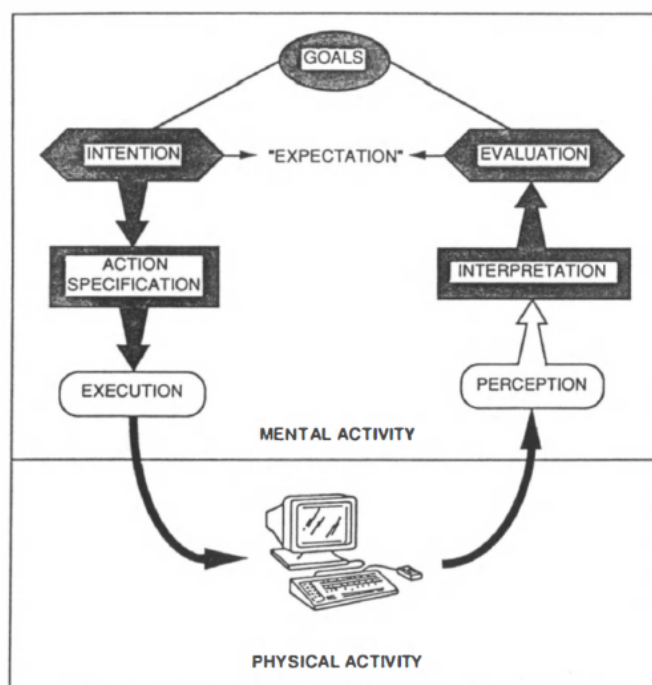 GOALS
INTENTION
"EXPECTATION"
EVALUATION
ACTION
SPECIFICATION
INTERPRETATION
EXECUTION
PERCEPTION
MENTAL ACTIVITY
PHYSICAL ACTIVITY